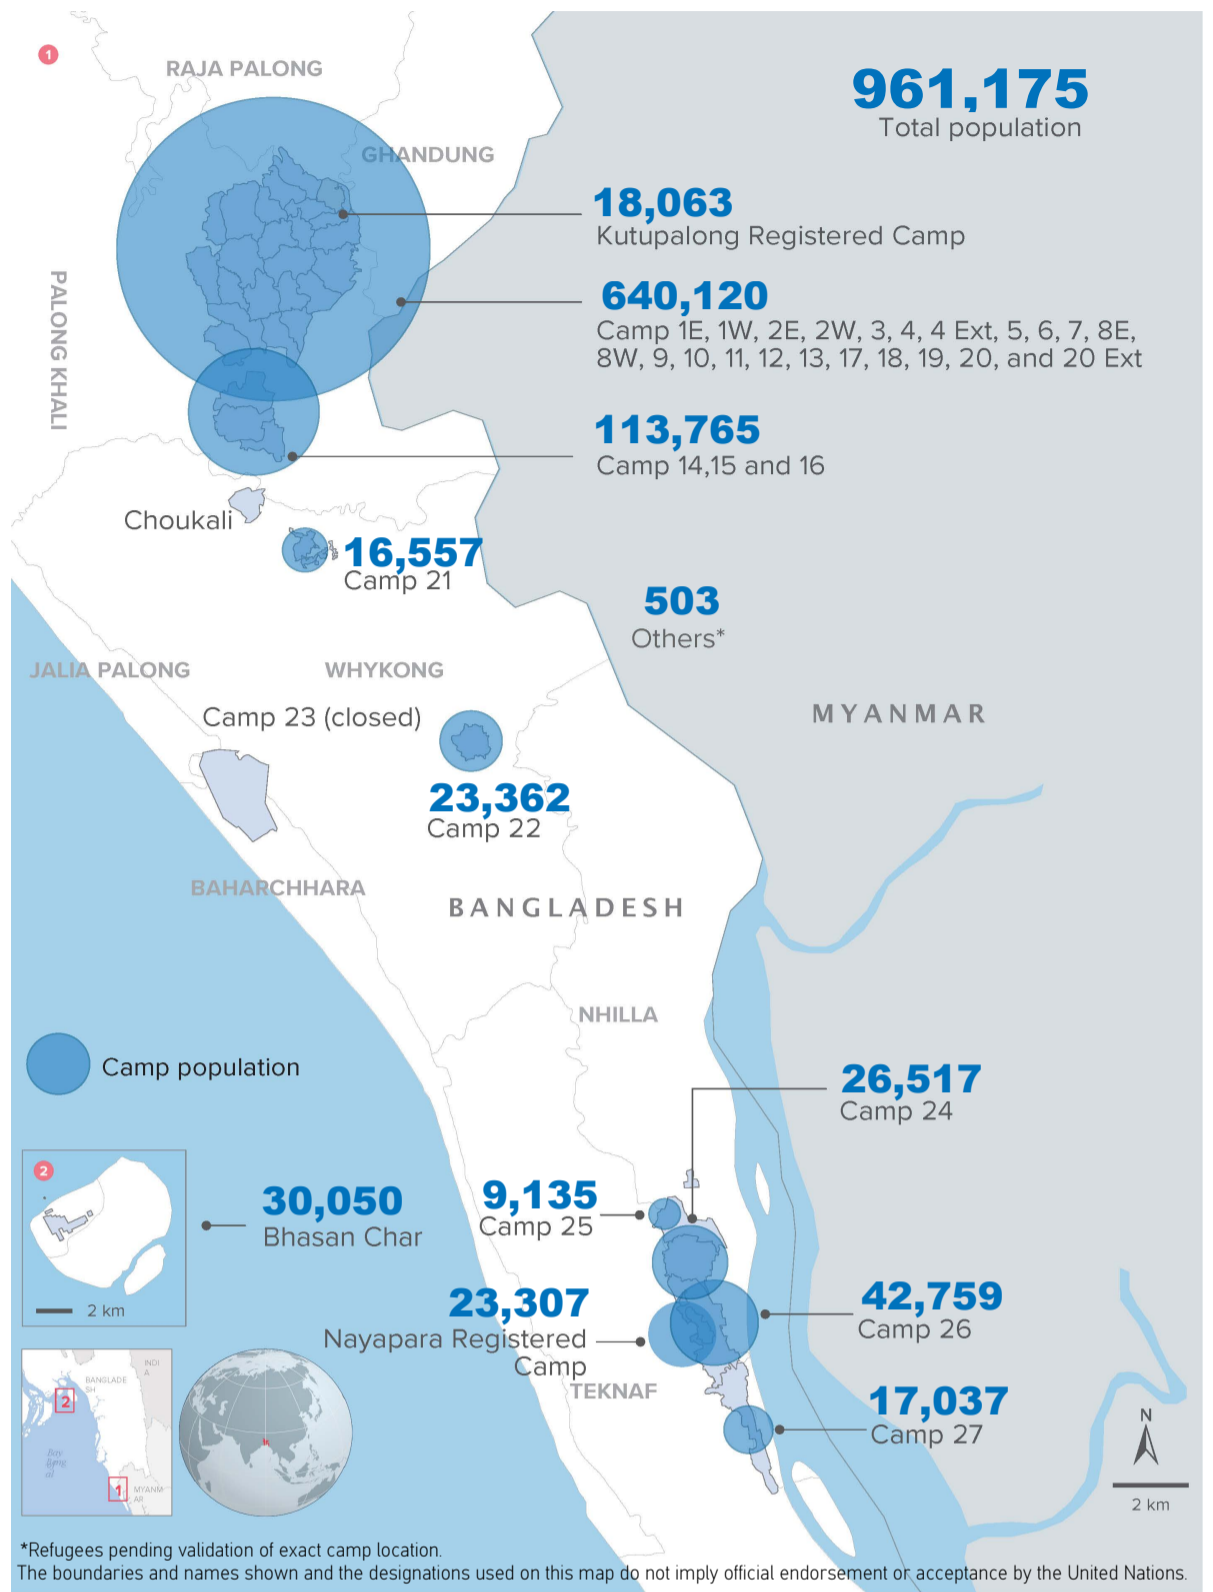 1
RAJA PALONG
961,175
Total population
GHANDUNG
18,063
Kutupalong Registered Camp
PALONG KHALI
640,120
Camp 1E, 1W, 2E, 2W, 3, 4, 4 Ext, 5, 6, 7, 8E,
8W, 9, 10, 11, 12, 13, 17, 18, 19, 20, and 20 Ext
113,765
Camp 14,15 and 16
Choukali
16,557
Camp 21
503
Others*
JALIA PALONG
WHYKONG
Camp 23 (closed)
MYANMAR
23,362
Camp 22
BAHARCHHARA
BANGLADESH
NHILLA
Camp population
26,517
Camp 24
2
30,050
Bhasan Char
9,135
Camp 25
2 km
23,307
Nayapara Registered
Camp
42,759
Camp 26
TEKNAF
17,037
Camp 27
INDI
A
BANGLADE
SH
2
Bay
1
MYANM
AR
N
2 km
*Refugees pending validation of exact camp location.
The boundaries and names shown and the designations used on this map do not imply official endorsement or acceptance by the United Nations.